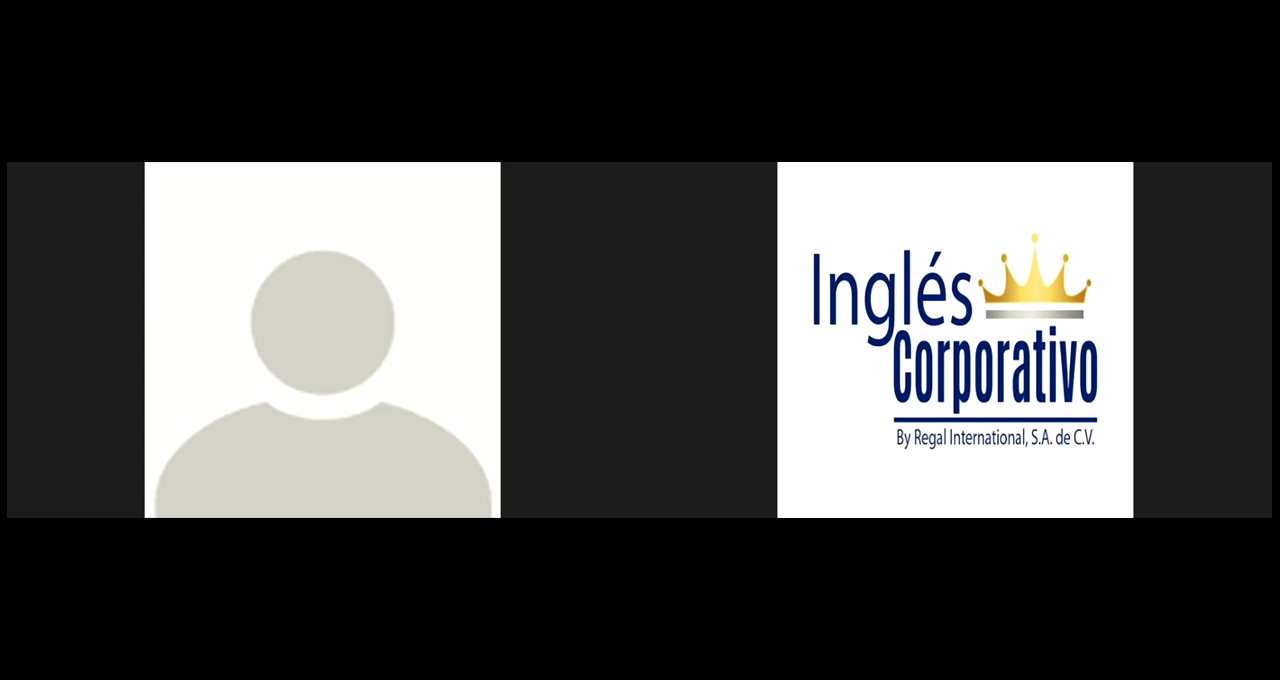 Inglés
Corporativo
By Regal International, S.A. de C.V.